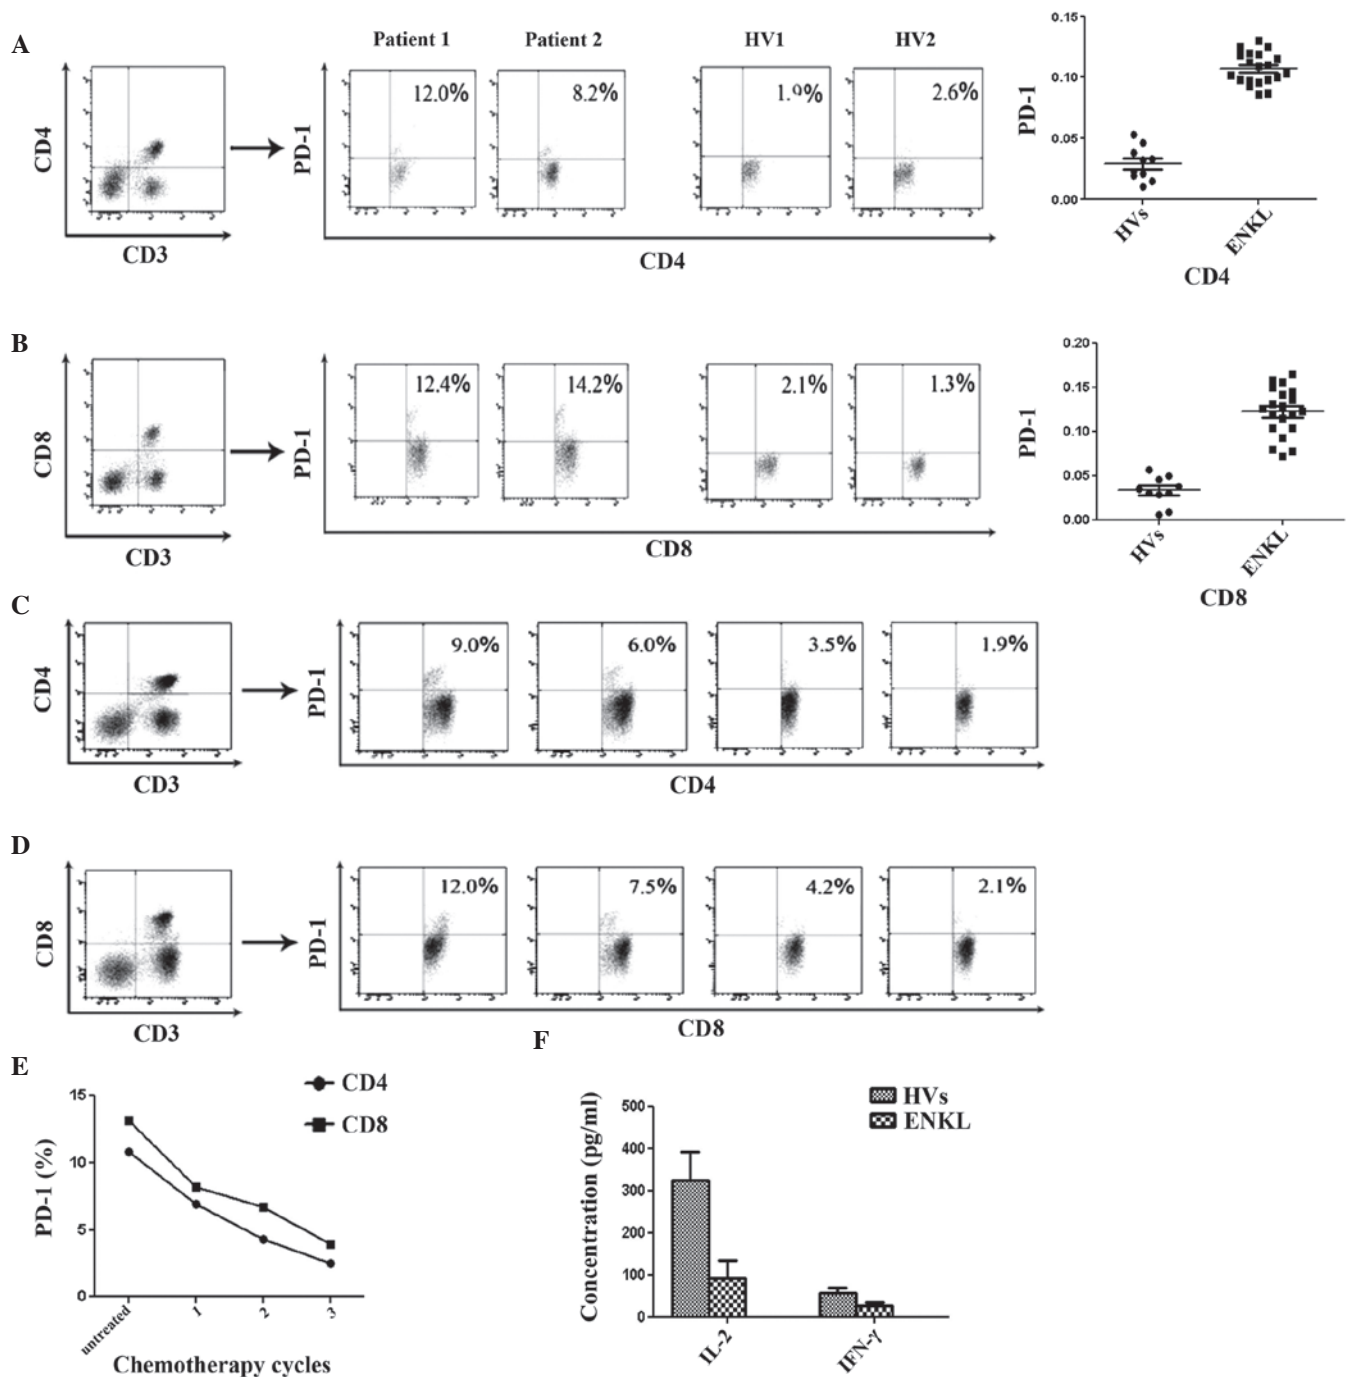 A
Patient 1
Patient 2
HV1
HV2
CD4
CD3
PD-1
12.0%
8.2%
1.9%
2.6%
CD4
PD-1
0.15
0.10
0.05
0.00
HVs
ENKL
CD4
B
CD8
CD3
PD-1
12.4%
14.2%
2.1%
1.3%
CD8
PD-1
0.20
0.15
0.10
0.05
0.00
HVs
ENKL
CD8
C
CD4
CD3
PD-1
9.0%
6.0%
3.5%
1.9%
CD4
D
CD8
CD3
PD-1
12.0%
7.5%
4.2%
2.1%
CD8
E
CD4
CD8
PD-1 (%)
15
10
5
0
untreated
1
2
3
Chemotherapy cycles
F
HVs
ENKL
Concentration (pg/ml)
500
400
300
200
100
0
IL-2
IFN-γ